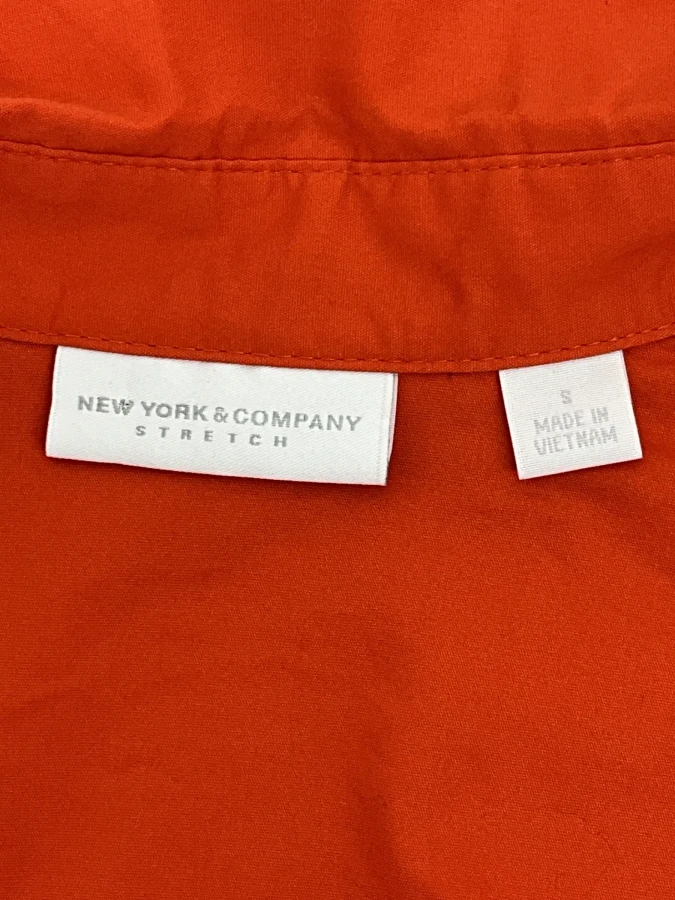 NEW YORK & COMPANY
STRETCH
S
MADE IN
VIETNAM